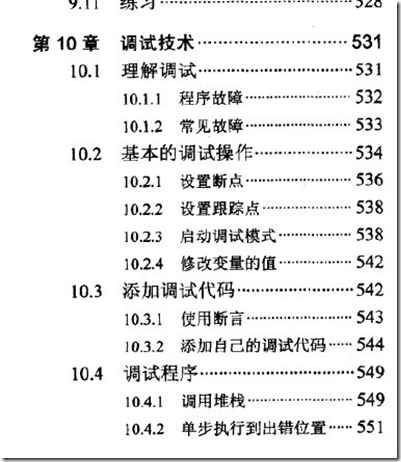 9.11 练习 528
第 10 章 调试技术 531
10.1 理解调试 531
10.1.1 程序故障 532
10.1.2 常见故障 533
10.2 基本的调试操作 534
10.2.1 设置断点 536
10.2.2 设置跟踪点 538
10.2.3 启动调试模式 538
10.2.4 修改变量的值 542
10.3 添加调试代码 542
10.3.1 使用断言 543
10.3.2 添加自己的调试代码 544
10.4 调试程序 549
10.4.1 调用堆栈 549
10.4.2 单步执行到出错位置 551